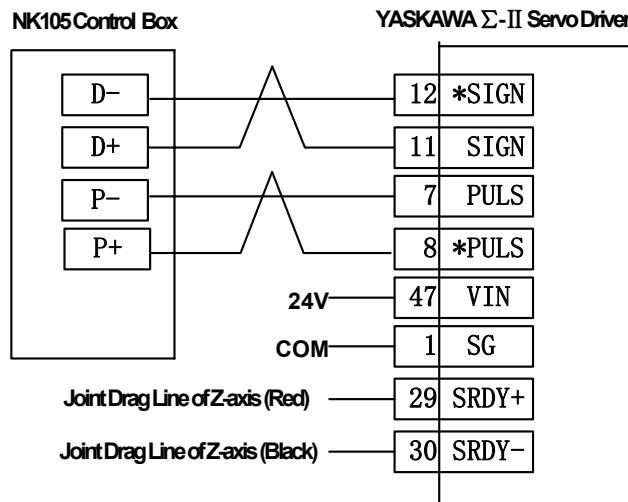 NK105 Control Box YASKAWA Σ-II Servo Driver
D- 12 *SIGN
D+ 11 SIGN
P- 7 PULS
P+ 8 *PULS
24V 47 VIN
COM 1 SG
Joint Drag Line of Z-axis (Red) 29 SRDY+
Joint Drag Line of Z-axis (Black) 30 SRDY-